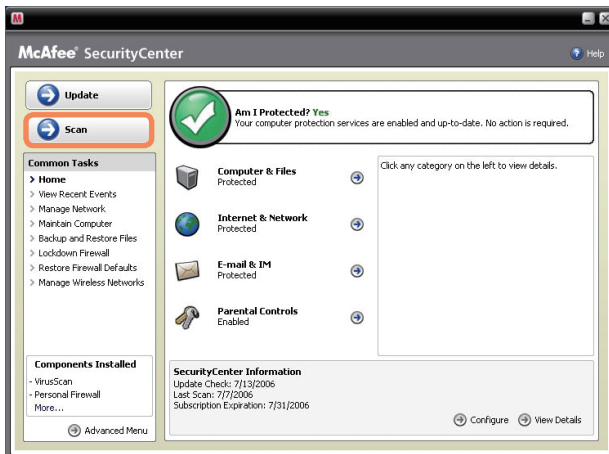 M
McAfee® SecurityCenter
Help
Update
Scan
Common Tasks
> Home
> View Recent Events
> Manage Network
> Maintain Computer
> Backup and Restore Files
> Lockdown Firewall
> Restore Firewall Defaults
> Manage Wireless Networks
Components Installed
- VirusScan
- Personal Firewall
More...
Advanced Menu
Am I Protected? Yes
Your computer protection services are enabled and up-to-date. No action is required.
Computer & Files
Protected
Internet & Network
Protected
E-mail & IM
Protected
Parental Controls
Enabled
Click any category on the left to view details.
SecurityCenter Information
Update Check: 7/13/2006
Last Scan: 7/7/2006
Subscription Expiration: 7/31/2006
Configure
View Details